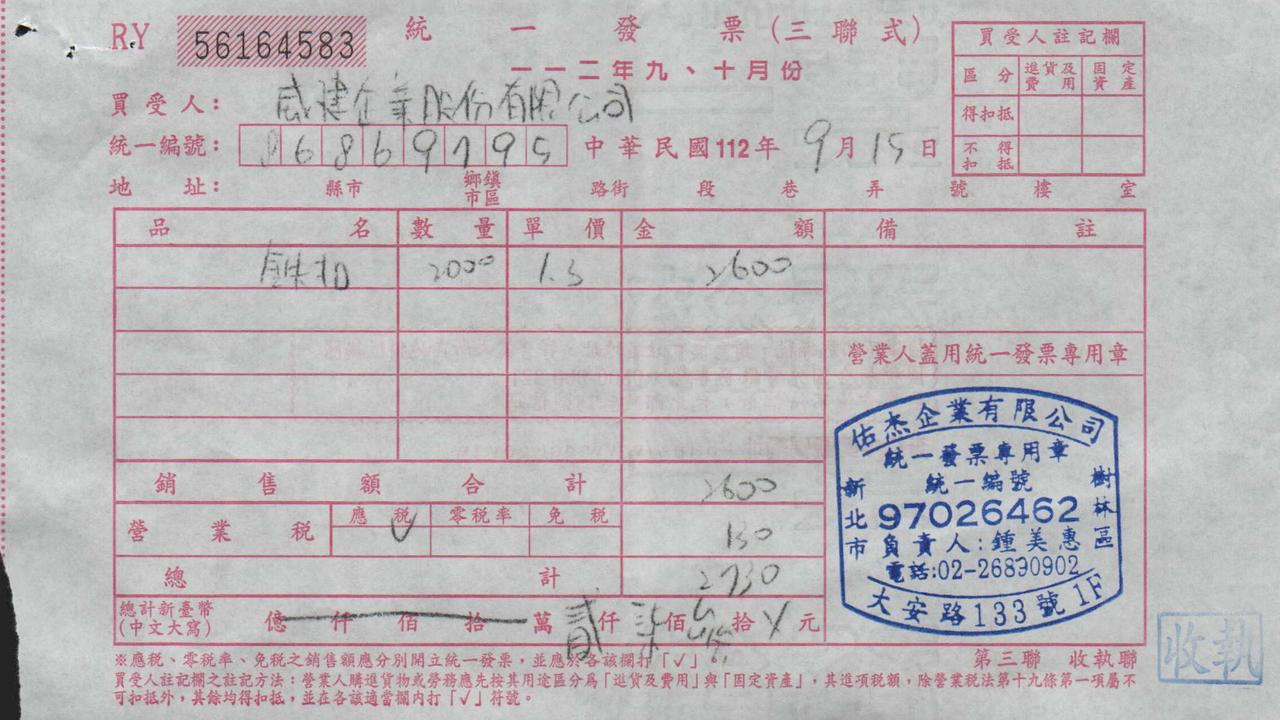 RY 56164583 統一發票(三聯式)
一一二年九、十月份
買受人註記欄
區分 進貨及費用 固定資產
得扣抵
不得扣抵
買受人: 威建企業股份有限公司
統一編號: 86869795 中華民國112年9月15日
地址: 縣市 鄉鎮市區 路街 段 巷 弄 號 樓 室
品名 數量 單價 金額 備註
2000 1.3 2600
營業人蓋用統一發票專用章
銷售額合計 2600
營業稅 應稅 √ 零稅率 免稅 130
總計 2730
總計新臺幣(中文大寫) 億 仟 佰 拾 萬 貳仟柒佰 拾 元
佑杰企業有限公司
統一發票專用章
統一編號
97026462
新北市 樹林區
負責人:鍾美惠
電話:02-26890902
大安路133號1F
第三聯 收執聯
收執
※應稅、零稅率、免稅之銷售額應分別開立統一發票,並應於各該欄打「√」。
買受人註記欄之註記方法:營業人購進貨物或勞務應先按其用途區分為「進貨及費用」與「固定資產」,其進項稅額,除營業稅法第十九條第一項屬不
可扣抵外,其餘均得扣抵,並在各該適當欄內打「√」符號。